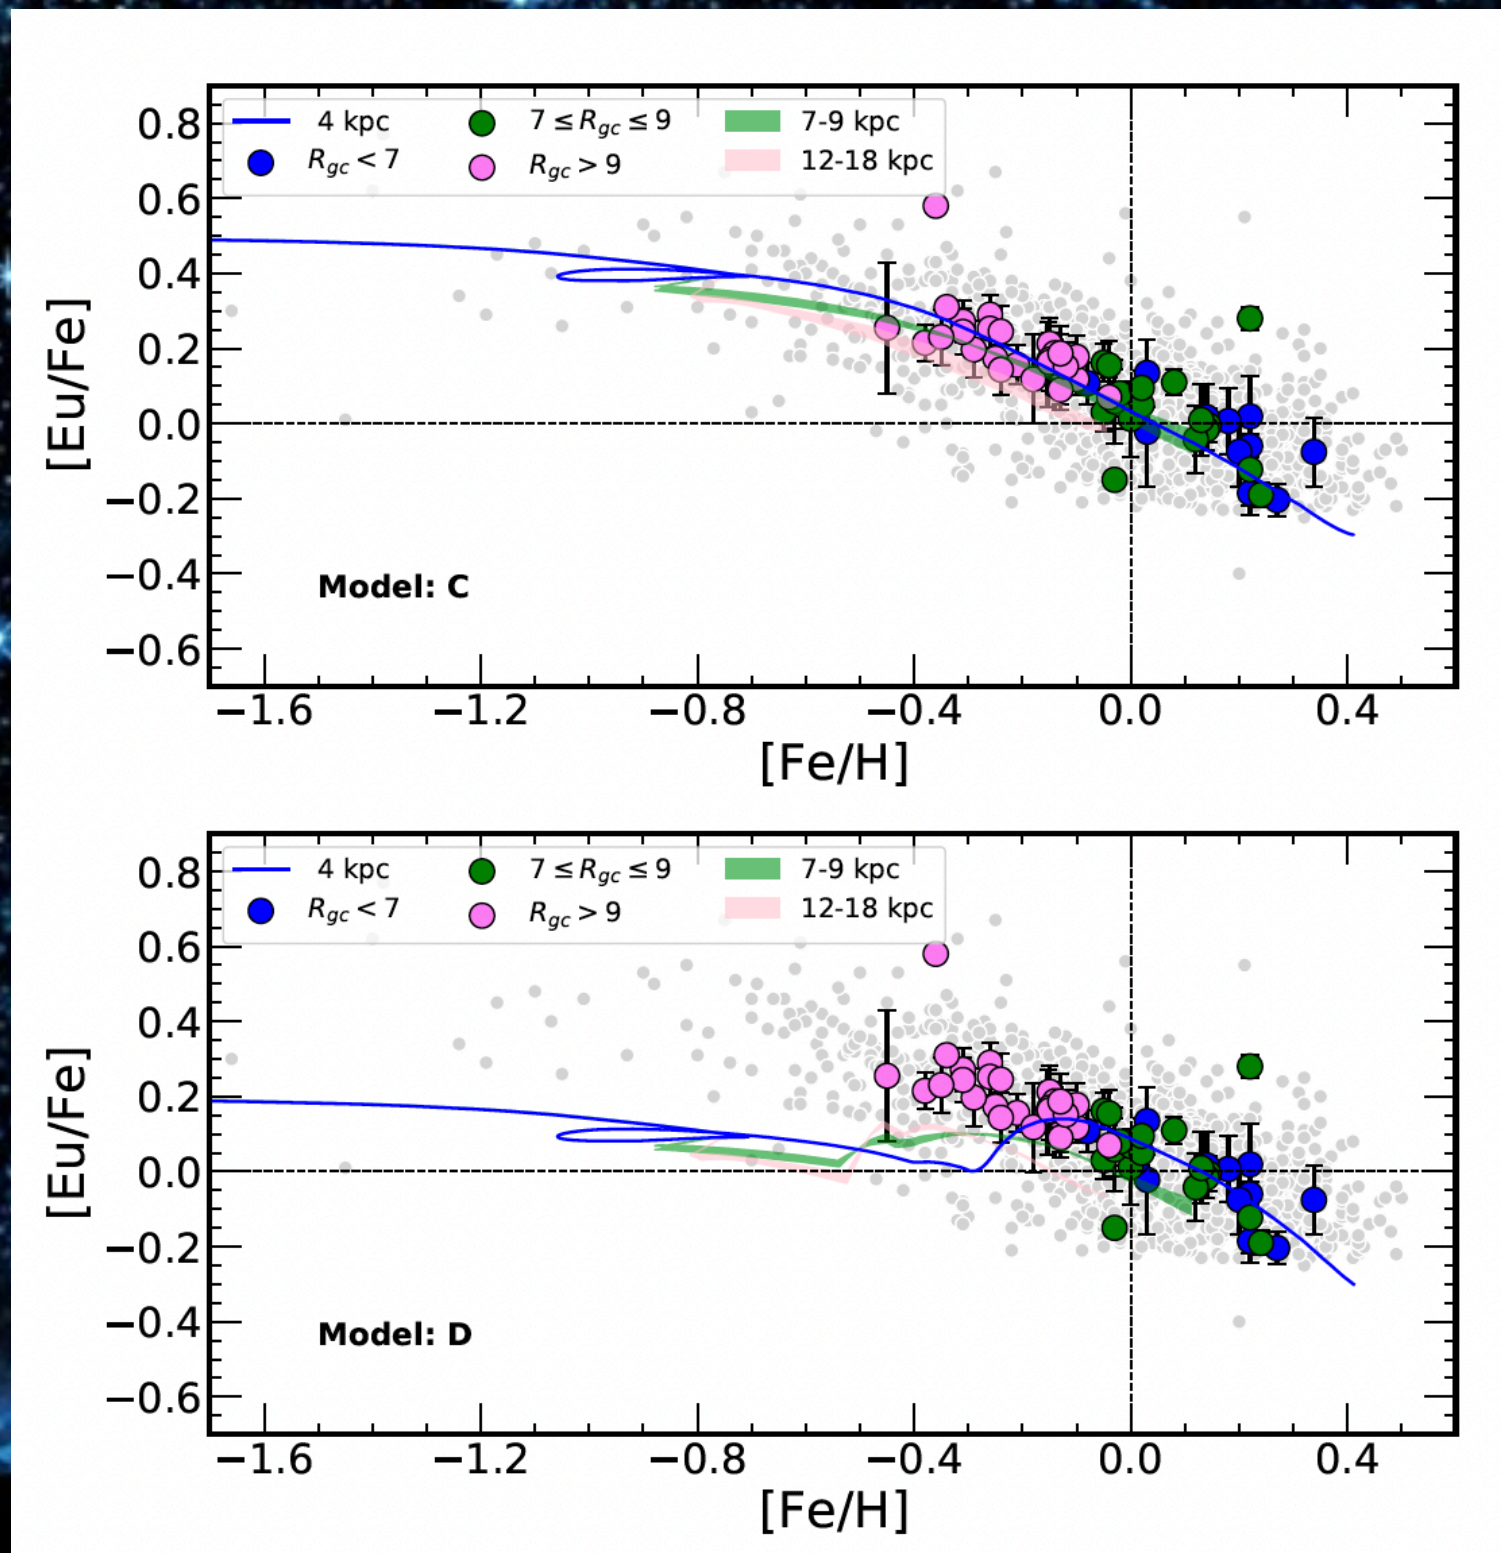 4 kpc
R_gc < 7
7 ≤ R_gc ≤ 9
R_gc > 9
7-9 kpc
12-18 kpc
0.8
0.6
0.4
0.2
0.0
−0.2
−0.4
−0.6
[Eu/Fe]
Model: C
−1.6 −1.2 −0.8 −0.4 0.0 0.4
[Fe/H]
4 kpc
R_gc < 7
7 ≤ R_gc ≤ 9
R_gc > 9
7-9 kpc
12-18 kpc
0.8
0.6
0.4
0.2
0.0
−0.2
−0.4
−0.6
[Eu/Fe]
Model: D
−1.6 −1.2 −0.8 −0.4 0.0 0.4
[Fe/H]